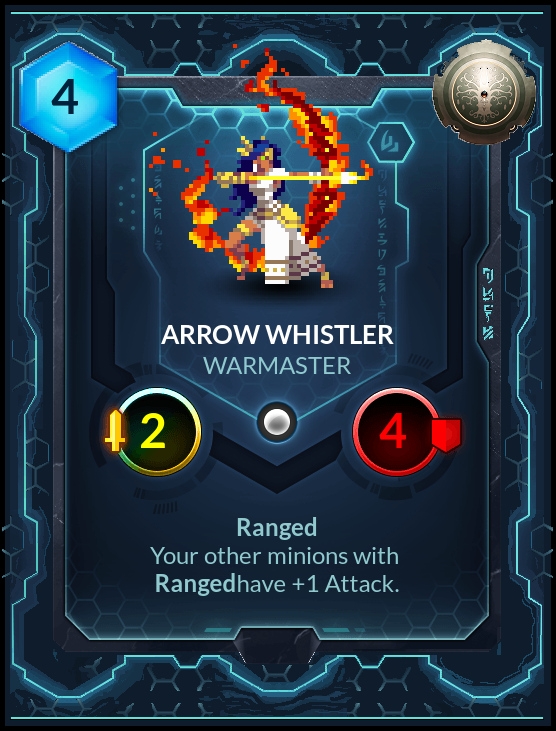 4
ARROW WHISTLER
WARMASTER
2 4
Ranged
Your other minions with
Rangedhave +1 Attack.